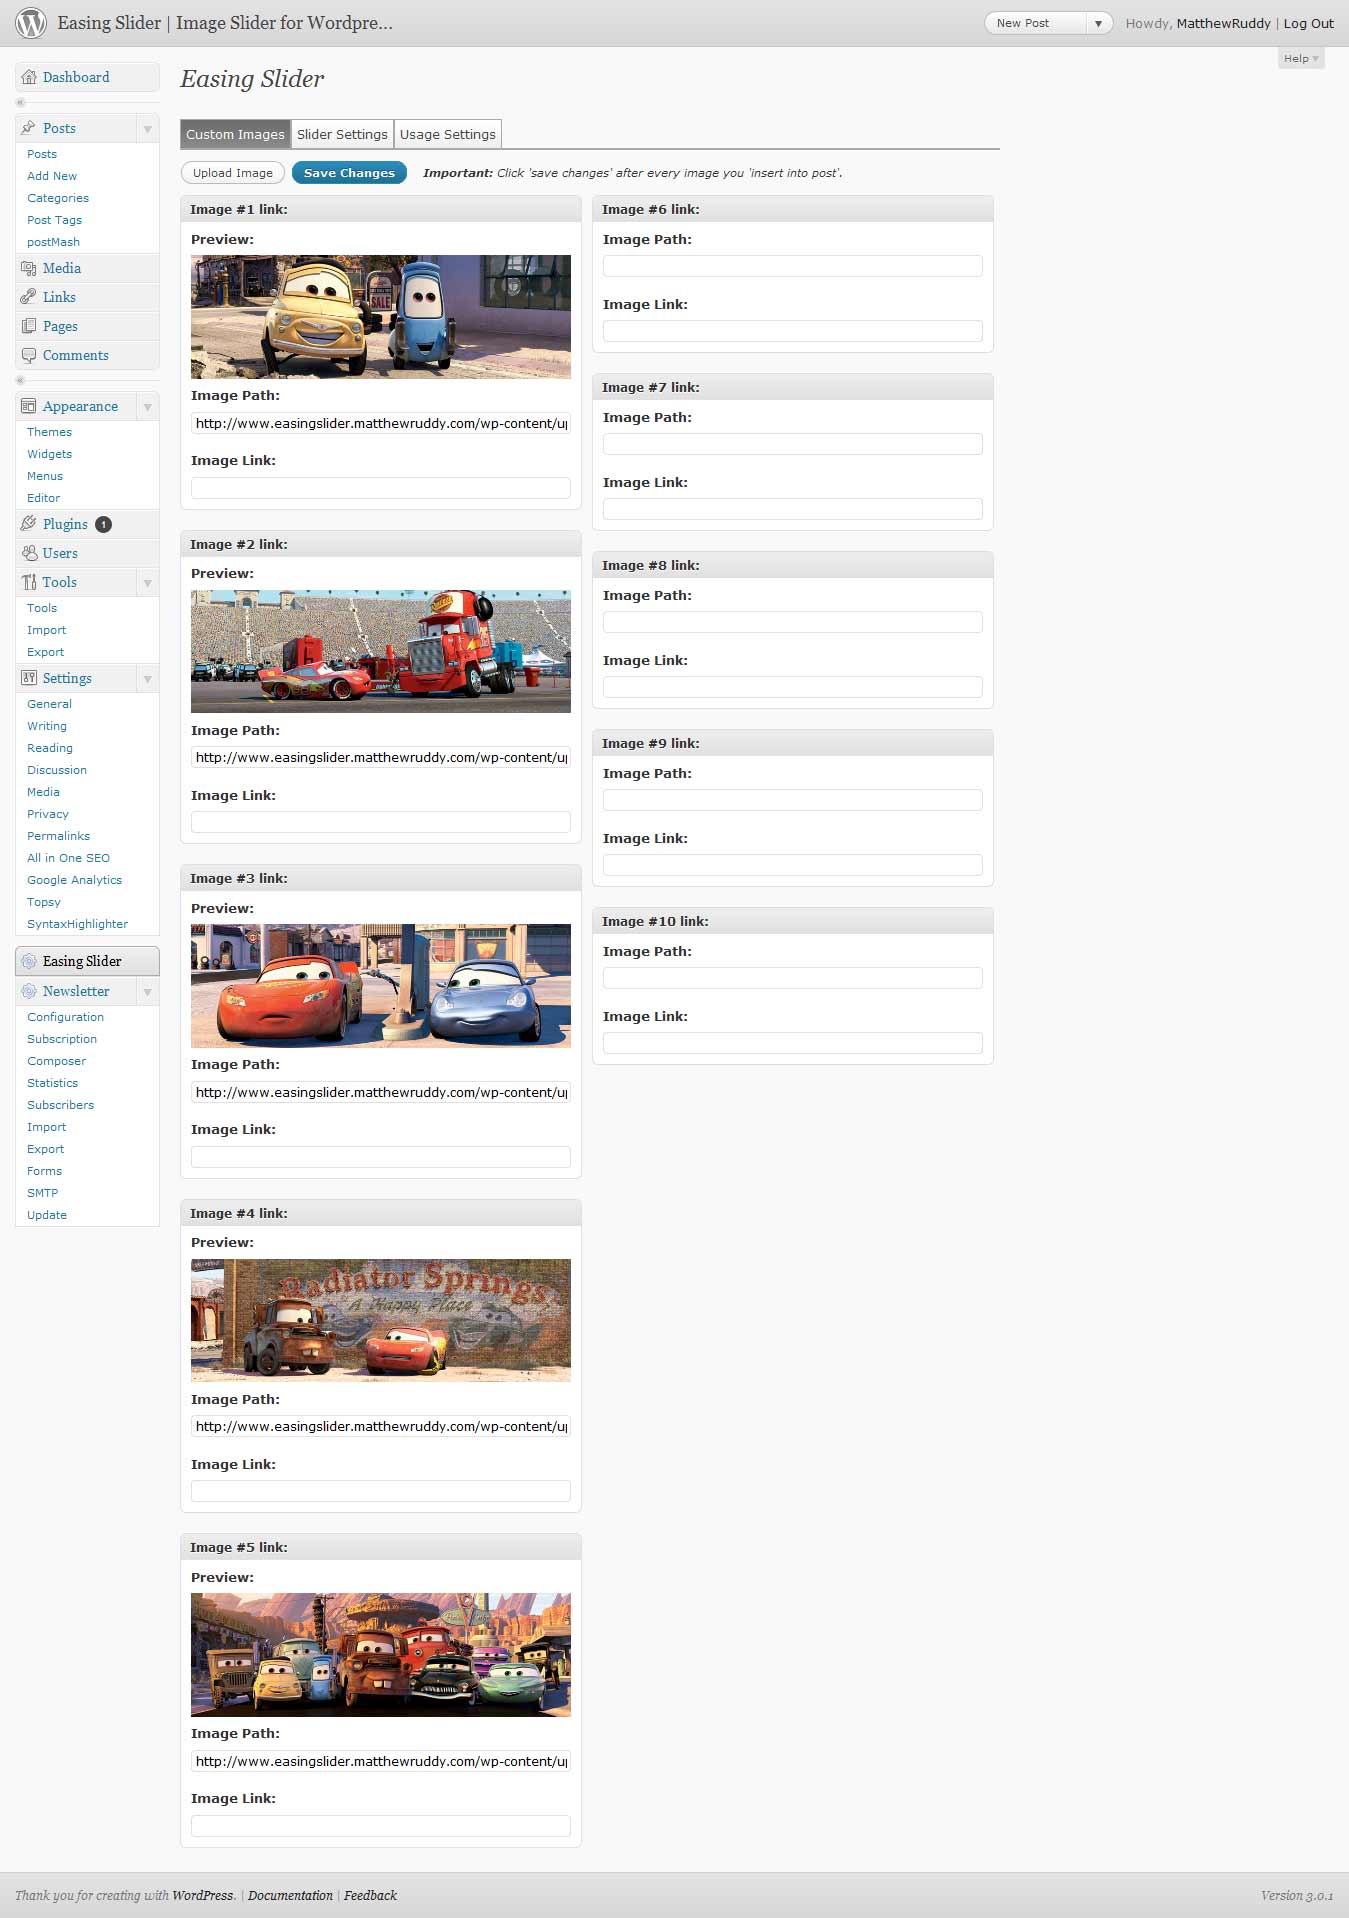 Easing Slider | Image Slider for Wordpre...
New Post
Howdy, MatthewRuddy | Log Out
Help
Dashboard
Posts
Posts
Add New
Categories
Post Tags
postMash
Media
Links
Pages
Comments
Appearance
Themes
Widgets
Menus
Editor
Plugins 1
Users
Tools
Tools
Import
Export
Settings
General
Writing
Reading
Discussion
Media
Privacy
Permalinks
All in One SEO
Google Analytics
Topsy
SyntaxHighlighter
Easing Slider
Newsletter
Configuration
Subscription
Composer
Statistics
Subscribers
Import
Export
Forms
SMTP
Update
Easing Slider
Custom Images
Slider Settings
Usage Settings
Upload Image
Save Changes
Important: Click 'save changes' after every image you 'insert into post'.
Image #1 link:
Preview:
SALE
Image Path:
http://www.easingslider.matthewruddy.com/wp-content/up
Image Link:
Image #2 link:
Preview:
Image Path:
http://www.easingslider.matthewruddy.com/wp-content/up
Image Link:
Image #3 link:
Preview:
Image Path:
http://www.easingslider.matthewruddy.com/wp-content/up
Image Link:
Image #4 link:
Preview:
Radiator Springs
A Happy Place
Image Path:
http://www.easingslider.matthewruddy.com/wp-content/up
Image Link:
Image #5 link:
Preview:
Image Path:
http://www.easingslider.matthewruddy.com/wp-content/up
Image Link:
Image #6 link:
Image Path:
Image Link:
Image #7 link:
Image Path:
Image Link:
Image #8 link:
Image Path:
Image Link:
Image #9 link:
Image Path:
Image Link:
Image #10 link:
Image Path:
Image Link:
Thank you for creating with WordPress. | Documentation | Feedback
Version 3.0.1